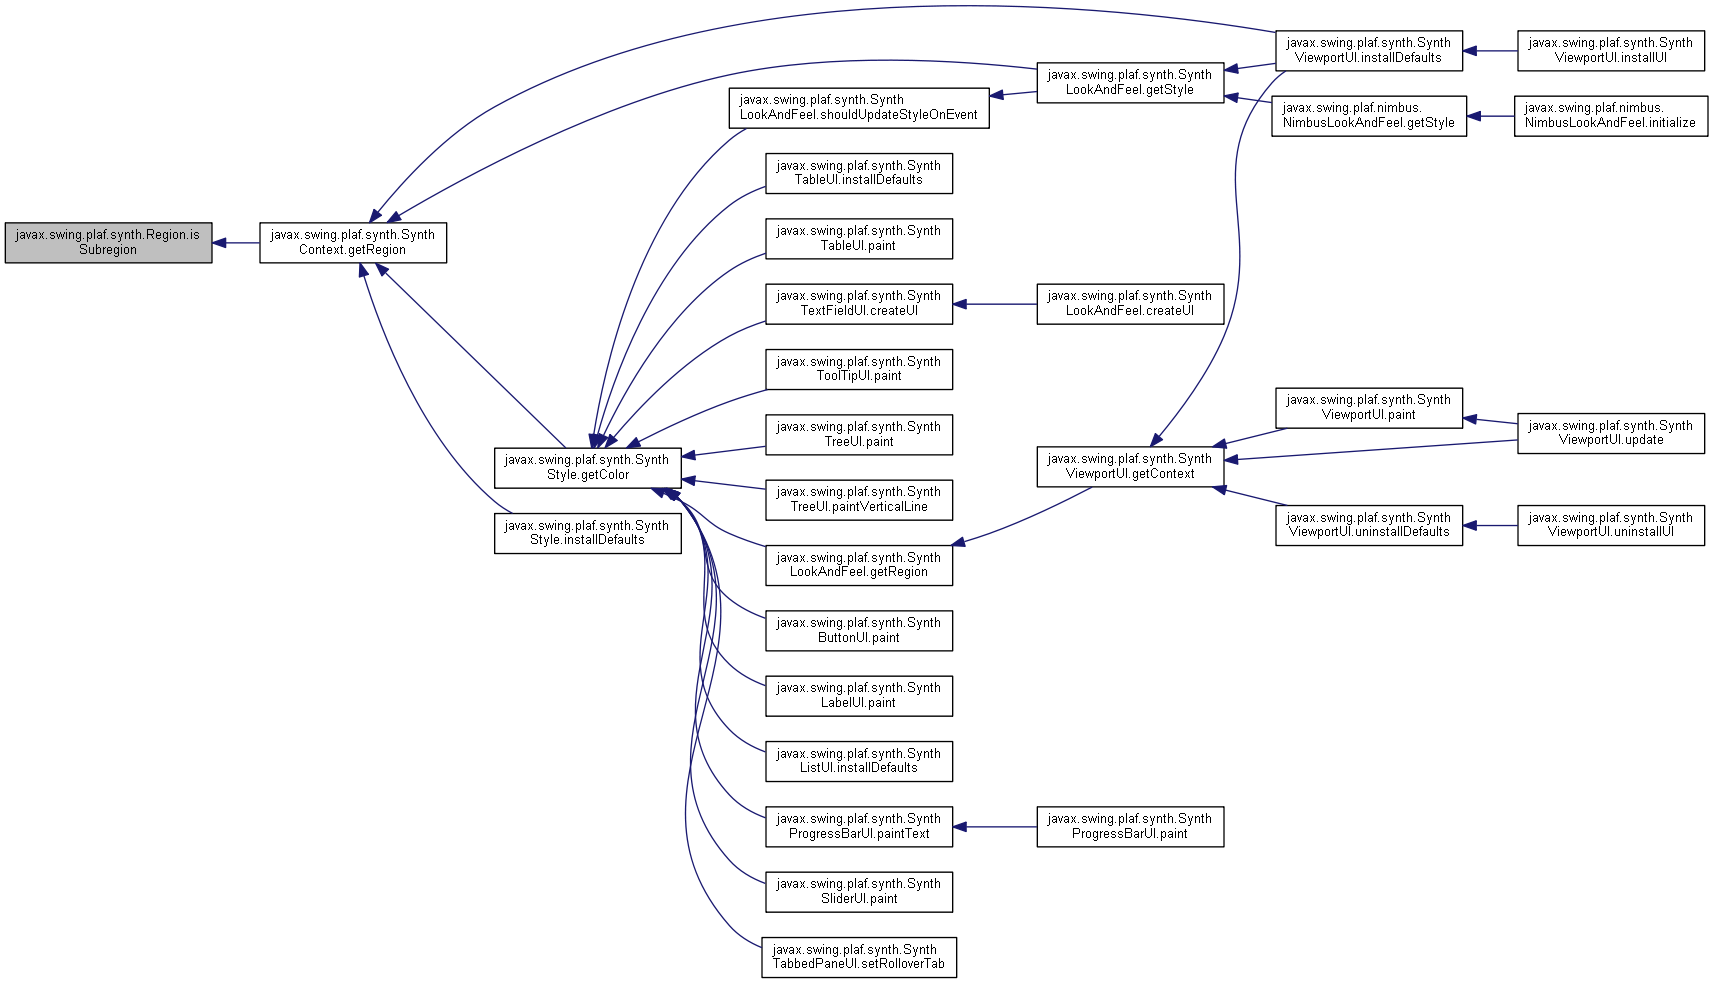 javax.swing.plaf.synth.Region.is
Subregion
javax.swing.plaf.synth.Synth
Context.getRegion
javax.swing.plaf.synth.Synth
Style.getColor
javax.swing.plaf.synth.Synth
Style.installDefaults
javax.swing.plaf.synth.Synth
LookAndFeel.shouldUpdateStyleOnEvent
javax.swing.plaf.synth.Synth
TableUI.installDefaults
javax.swing.plaf.synth.Synth
TableUI.paint
javax.swing.plaf.synth.Synth
TextFieldUI.createUI
javax.swing.plaf.synth.Synth
ToolTipUI.paint
javax.swing.plaf.synth.Synth
TreeUI.paint
javax.swing.plaf.synth.Synth
TreeUI.paintVerticalLine
javax.swing.plaf.synth.Synth
LookAndFeel.getRegion
javax.swing.plaf.synth.Synth
ButtonUI.paint
javax.swing.plaf.synth.Synth
LabelUI.paint
javax.swing.plaf.synth.Synth
ListUI.installDefaults
javax.swing.plaf.synth.Synth
ProgressBarUI.paintText
javax.swing.plaf.synth.Synth
SliderUI.paint
javax.swing.plaf.synth.Synth
TabbedPaneUI.setRolloverTab
javax.swing.plaf.synth.Synth
LookAndFeel.getStyle
javax.swing.plaf.synth.Synth
LookAndFeel.createUI
javax.swing.plaf.synth.Synth
ViewportUI.getContext
javax.swing.plaf.synth.Synth
ProgressBarUI.paint
javax.swing.plaf.synth.Synth
ViewportUI.installDefaults
javax.swing.plaf.nimbus.
NimbusLookAndFeel.getStyle
javax.swing.plaf.synth.Synth
ViewportUI.paint
javax.swing.plaf.synth.Synth
ViewportUI.uninstallDefaults
javax.swing.plaf.synth.Synth
ViewportUI.installUI
javax.swing.plaf.nimbus.
NimbusLookAndFeel.initialize
javax.swing.plaf.synth.Synth
ViewportUI.update
javax.swing.plaf.synth.Synth
ViewportUI.uninstallUI